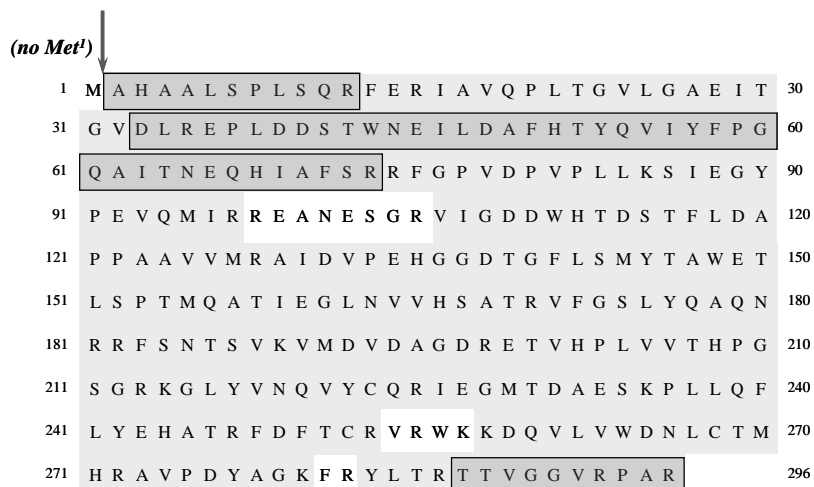 (no Met1)
1 M A H A A L S P L S Q R F E R I A V Q P L T G V L G A E I T 30
31 G V D L R E P L D D S T W N E I L D A F H T Y Q V I Y F P G 60
61 Q A I T N E Q H I A F S R R F G P V D P V P L L K S I E G Y 90
91 P E V Q M I R R E A N E S G R V I G D D W H T D S T F L D A 120
121 P P A A V V M R A I D V P E H G G D T G F L S M Y T A W E T 150
151 L S P T M Q A T I E G L N V V H S A T R V F G S L Y Q A Q N 180
181 R R F S N T S V K V M D V D A G D R E T V H P L V V T H P G 210
211 S G R K G L Y V N Q V Y C Q R I E G M T D A E S K P L L Q F 240
241 L Y E H A T R F D F T C R V R W K K D Q V L V W D N L C T M 270
271 H R A V P D Y A G K F R Y L T R T T V G G V R P A R 296